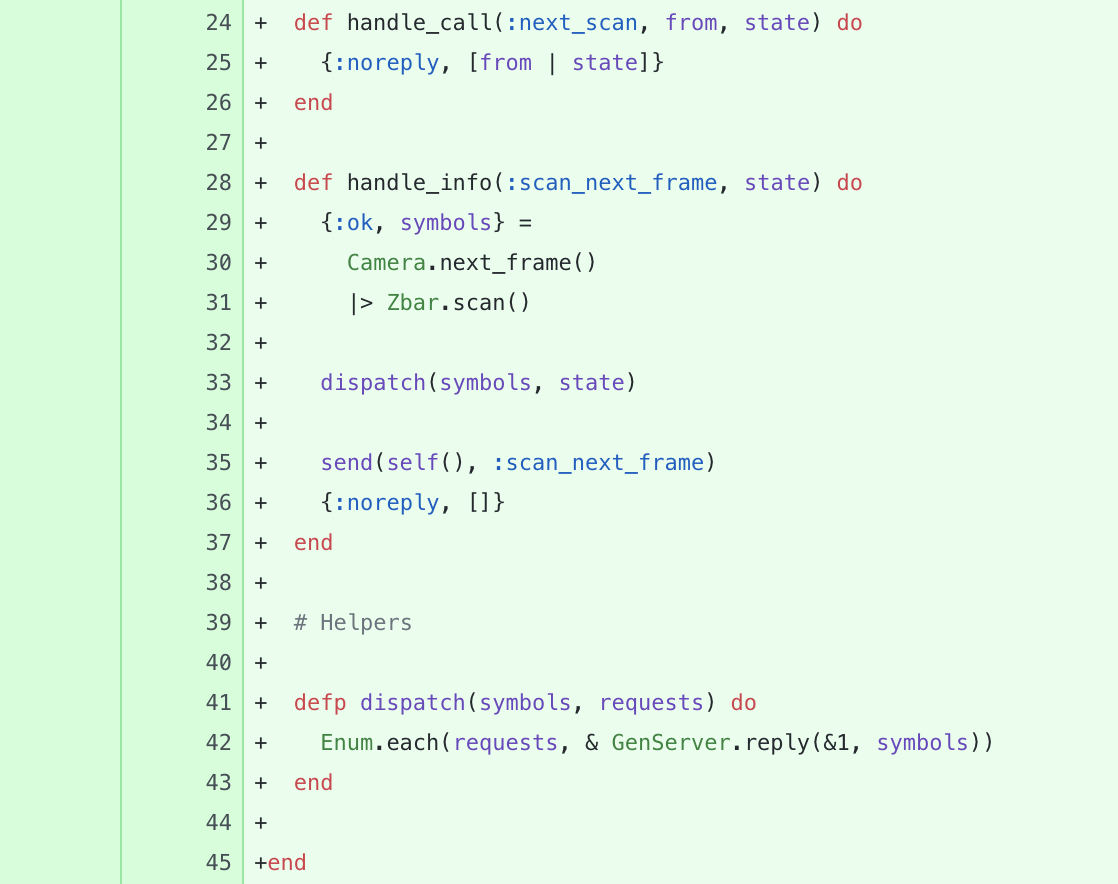 24 +  def handle_call(:next_scan, from, state) do
25 +    {:noreply, [from | state]}
26 +  end
27 +
28 +  def handle_info(:scan_next_frame, state) do
29 +    {:ok, symbols} =
30 +      Camera.next_frame()
31 +      |> Zbar.scan()
32 +
33 +    dispatch(symbols, state)
34 +
35 +    send(self(), :scan_next_frame)
36 +    {:noreply, []}
37 +  end
38 +
39 +  # Helpers
40 +
41 +  defp dispatch(symbols, requests) do
42 +    Enum.each(requests, & GenServer.reply(&1, symbols))
43 +  end
44 +
45 +end